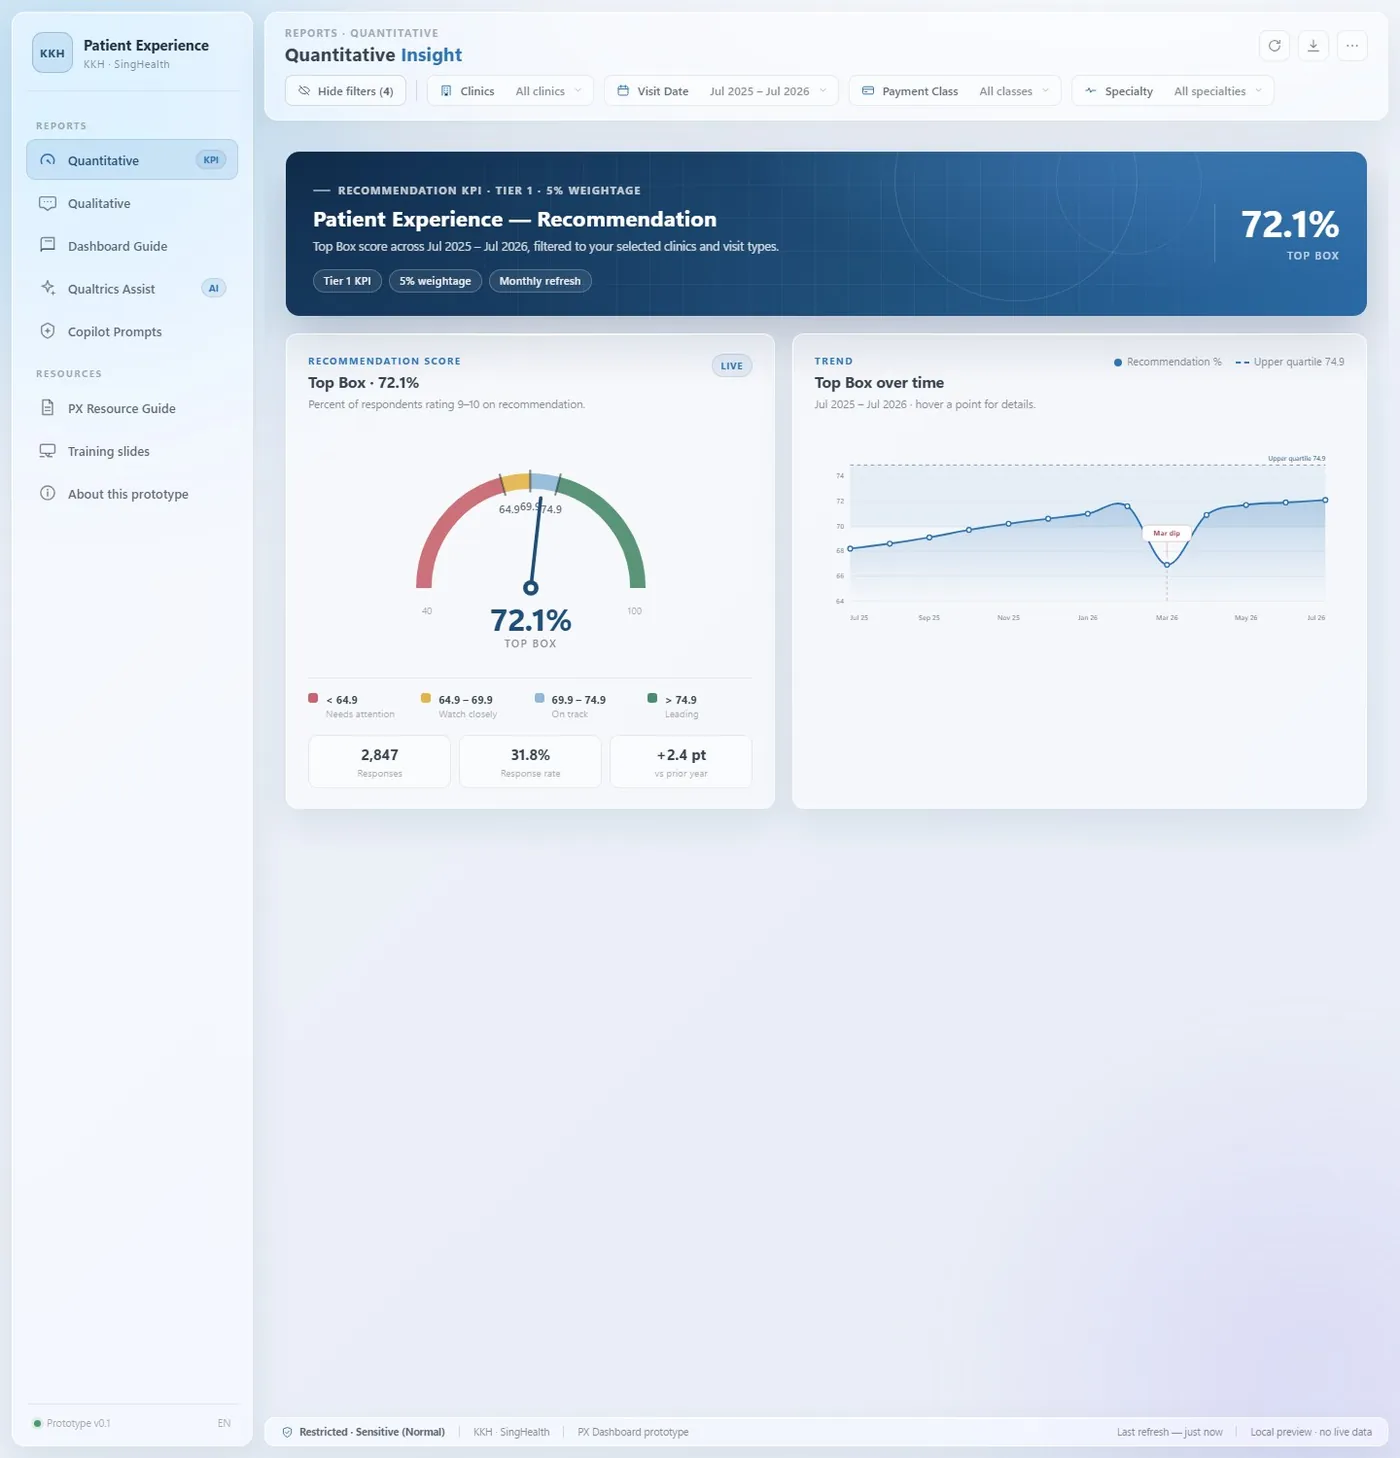 KKH
Patient Experience
KKH · SingHealth
REPORTS
Quantitative KPI
Qualitative
Dashboard Guide
Qualtrics Assist AI
Copilot Prompts
RESOURCES
PX Resource Guide
Training slides
About this prototype
Prototype v0.1 EN
REPORTS · QUANTITATIVE
Quantitative Insight
Hide filters (4) Clinics All clinics Visit Date Jul 2025 – Jul 2026 Payment Class All classes Specialty All specialties
RECOMMENDATION KPI · TIER 1 · 5% WEIGHTAGE
Patient Experience — Recommendation
Top Box score across Jul 2025 – Jul 2026, filtered to your selected clinics and visit types.
Tier 1 KPI 5% weightage Monthly refresh
72.1%
TOP BOX
RECOMMENDATION SCORE LIVE
Top Box · 72.1%
Percent of respondents rating 9–10 on recommendation.
64.9 69.9 74.9
40 100
72.1%
TOP BOX
< 64.9 64.9 – 69.9 69.9 – 74.9 > 74.9
Needs attention Watch closely On track Leading
2,847 31.8% +2.4 pt
Responses Response rate vs prior year
TREND Recommendation % Upper quartile 74.9
Top Box over time
Jul 2025 – Jul 2026 · hover a point for details.
Upper quartile 74.9
74
72
70
Mar dip
68
66
64
Jul 25 Sep 25 Nov 25 Jan 26 Mar 26 May 26 Jul 26
Restricted · Sensitive (Normal) KKH · SingHealth PX Dashboard prototype Last refresh — just now Local preview · no live data